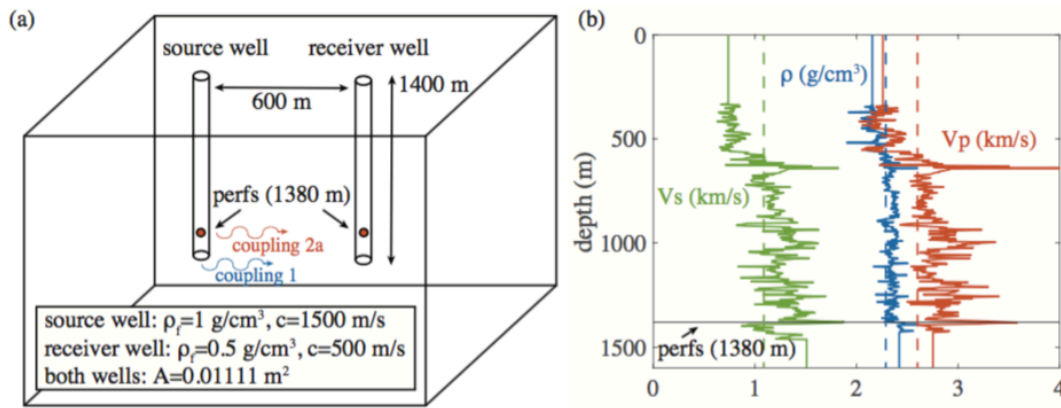 (a)
source well
receiver well
600 m
1400 m
perfs (1380 m)
coupling 2a
coupling 1
source well: ρf=1 g/cm³, c=1500 m/s
receiver well: ρf=0.5 g/cm³, c=500 m/s
both wells: A=0.01111 m²
(b)
0
500
1000
1500
depth (m)
ρ (g/cm³)
Vp (km/s)
Vs (km/s)
perfs (1380 m)
0
1
2
3
4